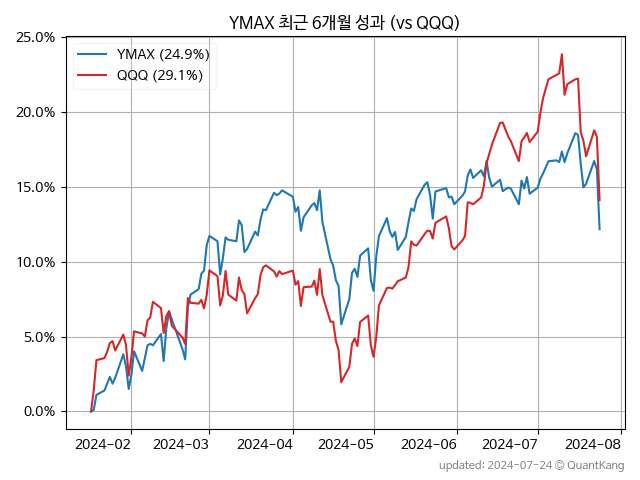 YMAX 최근 6개월 성과 (vs QQQ)
25.0%
20.0%
15.0%
10.0%
5.0%
0.0%
YMAX (24.9%)
QQQ (29.1%)
2024-02 2024-03 2024-04 2024-05 2024-06 2024-07 2024-08
updated: 2024-07-24 © QuantKang